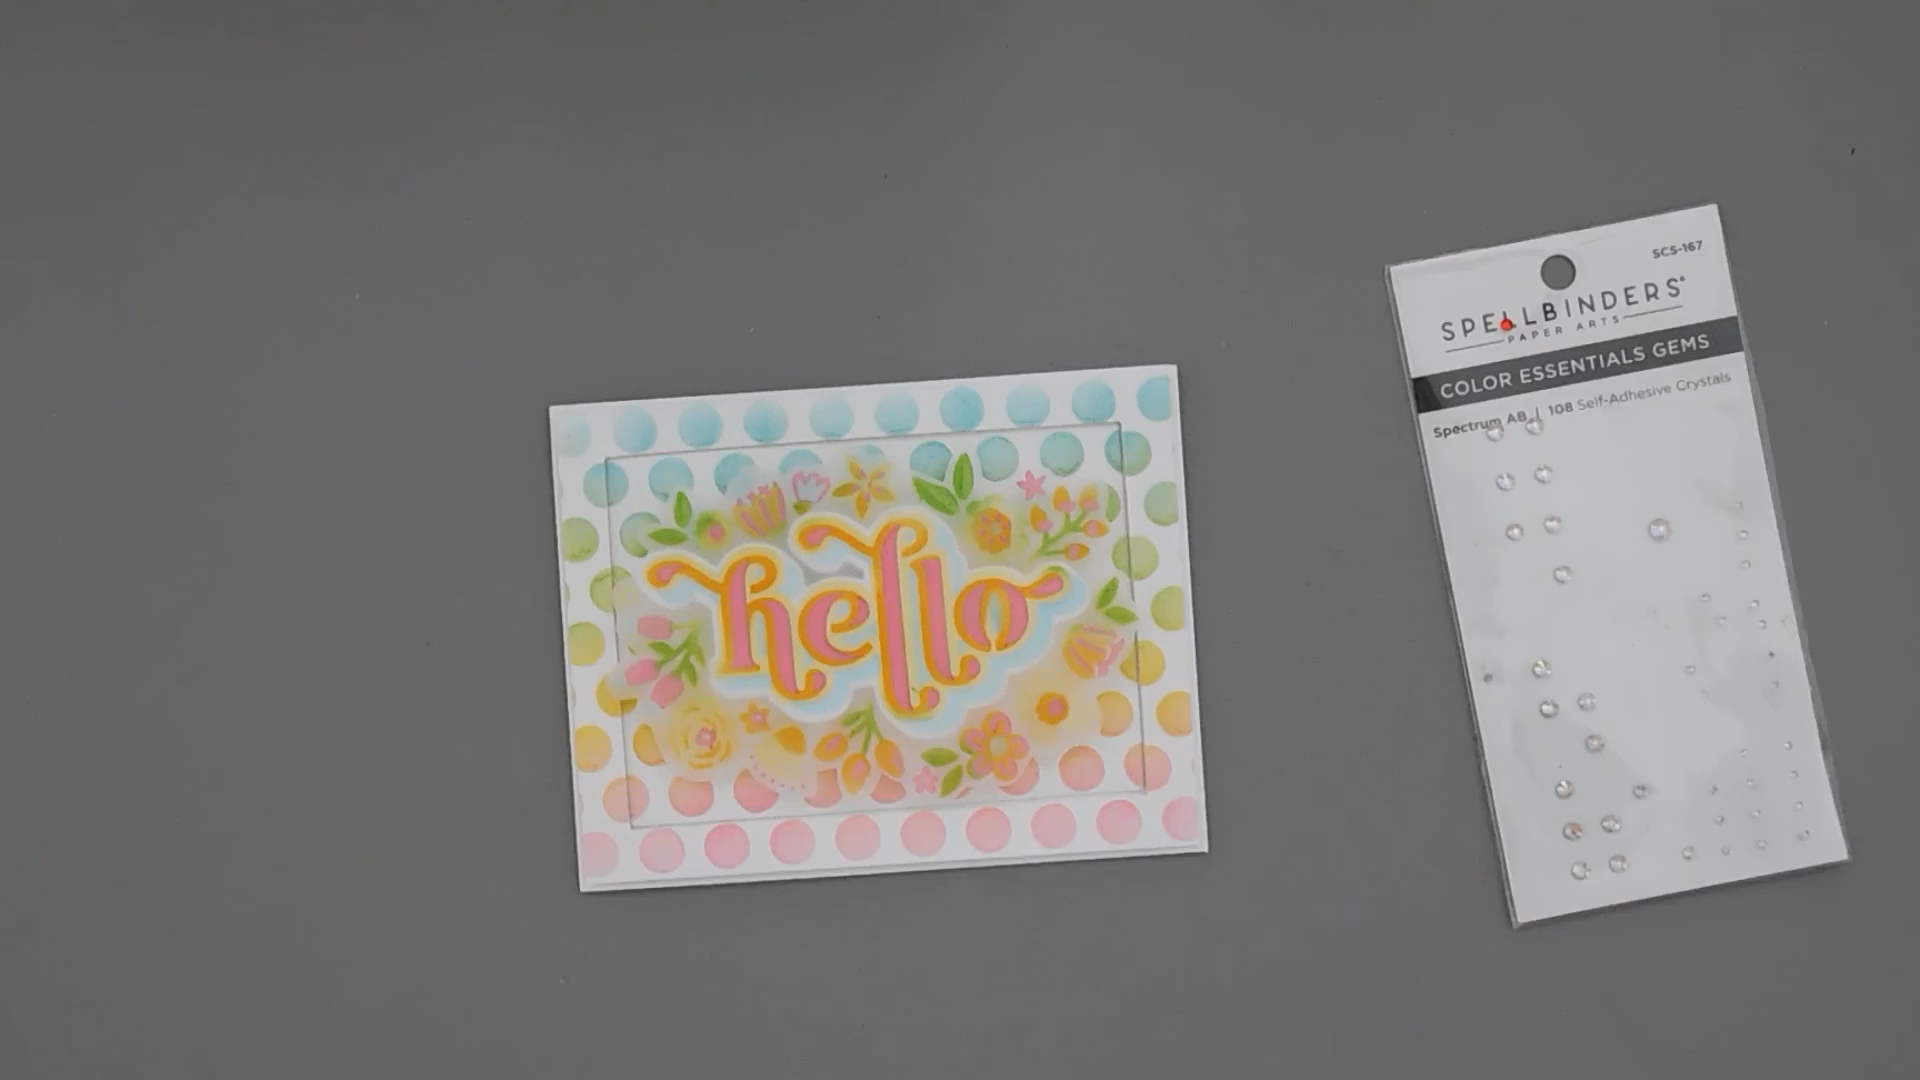 hello
SCS-167
SPELLBINDERS®
PAPER ARTS
COLOR ESSENTIALS GEMS
Spectrum AB | 108 Self-Adhesive Crystals